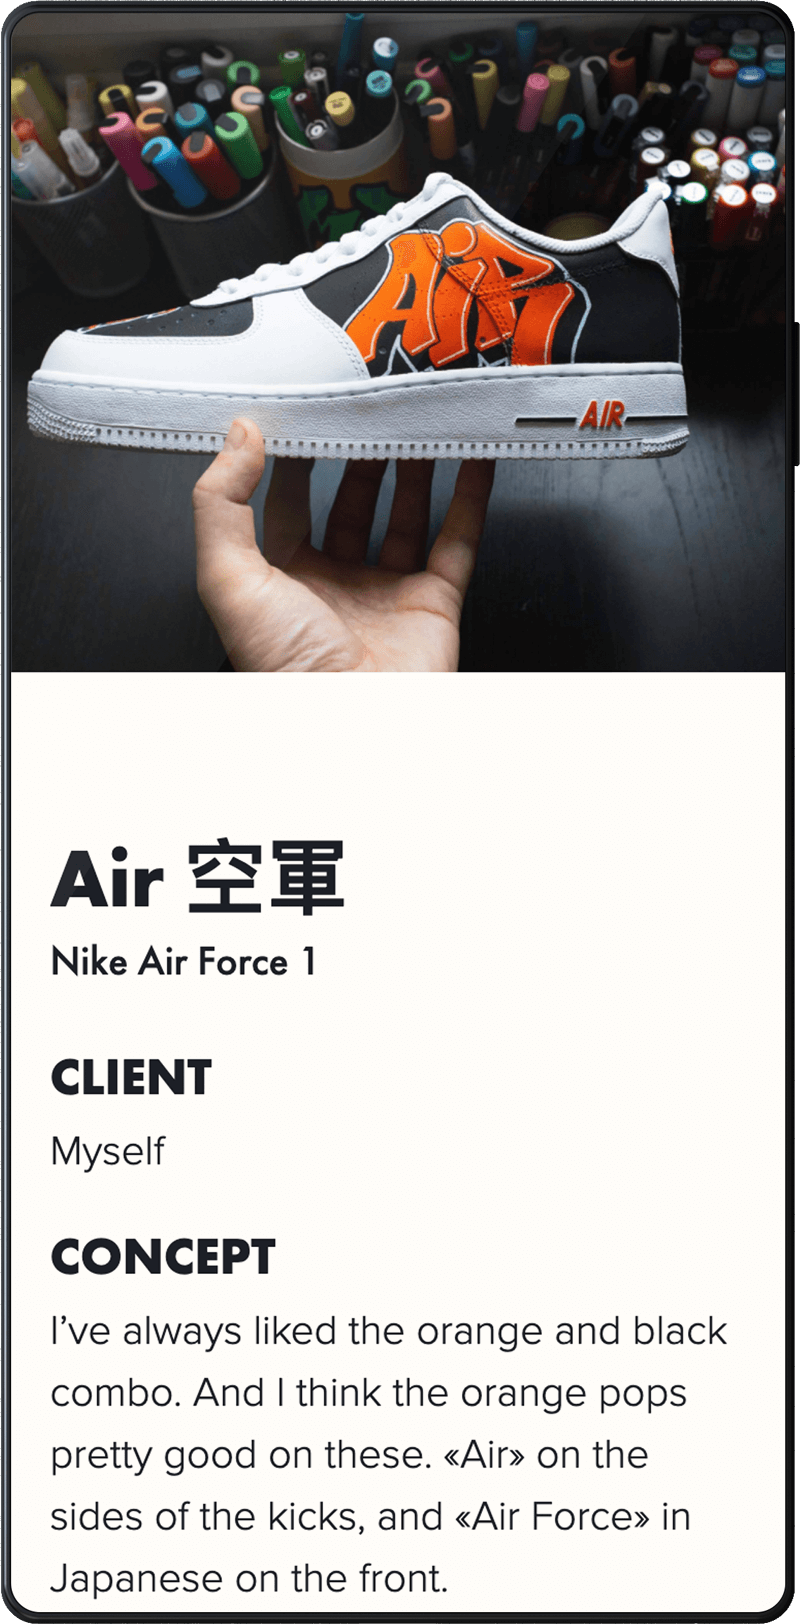 AiR
AIR
Air 空軍
Nike Air Force 1
CLIENT
Myself
CONCEPT
I’ve always liked the orange and black
combo. And I think the orange pops
pretty good on these. «Air» on the
sides of the kicks, and «Air Force» in
Japanese on the front.